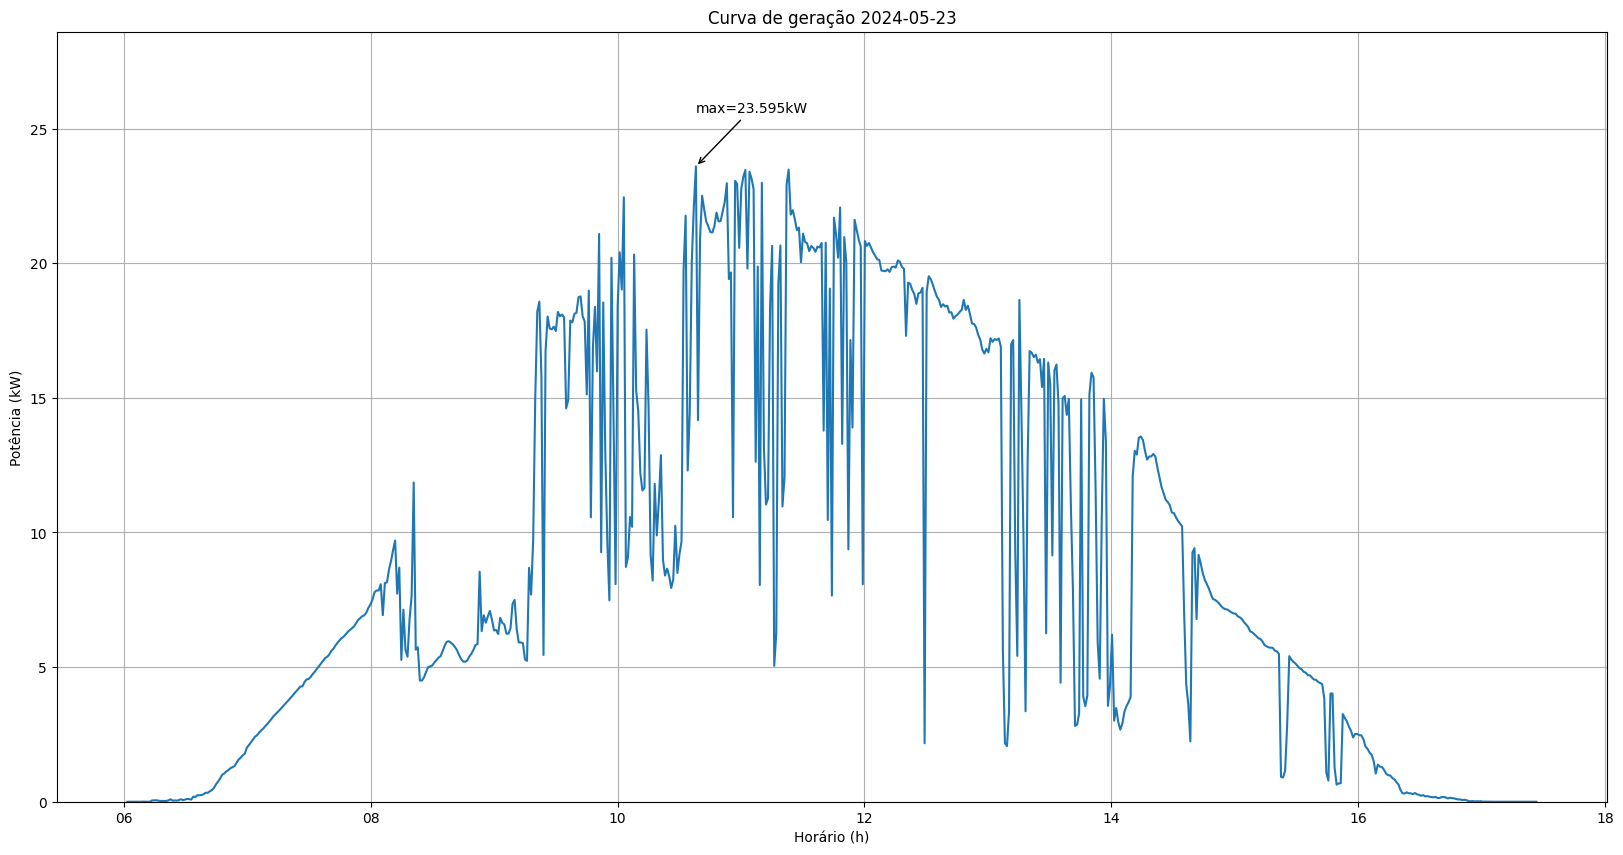 Curva de geração 2024-05-23
max=23.595kW
Potência (kW)
25
20
15
10
5
0
06 08 10 12 14 16 18
Horário (h)